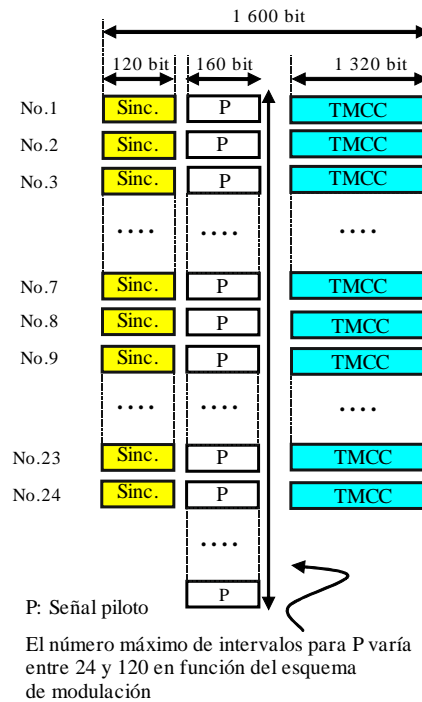 1 600 bit
120 bit 160 bit 1 320 bit
No.1 Sinc. P TMCC
No.2 Sinc. P TMCC
No.3 Sinc. P TMCC
.... .... ....
No.7 Sinc. P TMCC
No.8 Sinc. P TMCC
No.9 Sinc. P TMCC
.... .... ....
No.23 Sinc. P TMCC
No.24 Sinc. P TMCC
....
P
P: Señal piloto
El número máximo de intervalos para P varía
entre 24 y 120 en función del esquema
de modulación